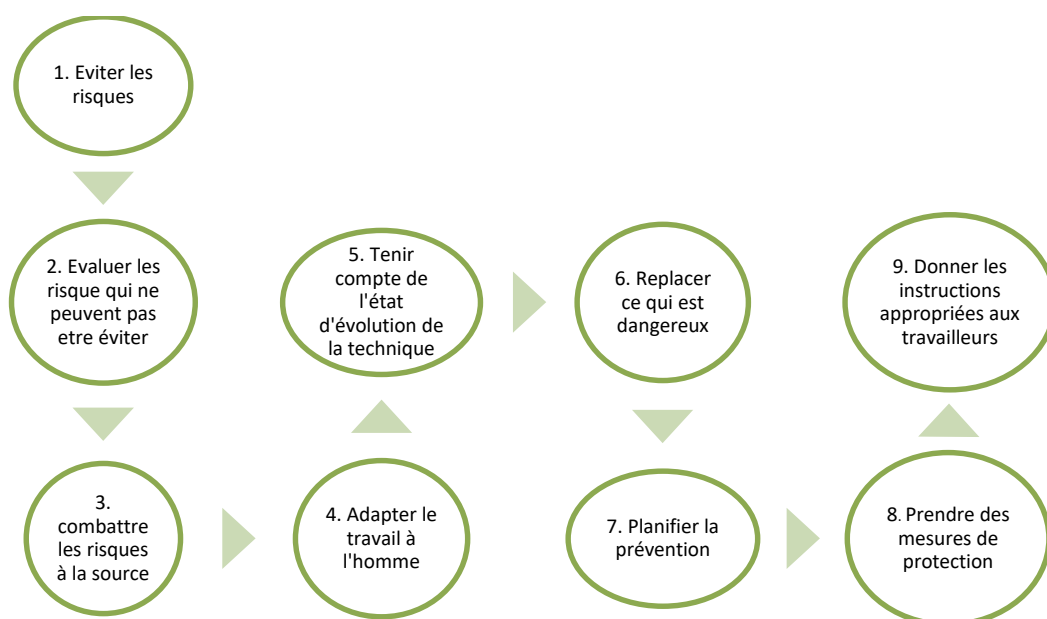 1. Eviter les
risques
2. Evaluer les
risque qui ne
peuvent pas
etre éviter
3.
combattre
les risques
à la source
4. Adapter le
travail à
l'homme
5. Tenir
compte de
l'état
d'évolution de
la technique
6. Replacer
ce qui est
dangereux
7. Planifier la
prévention
8. Prendre des
mesures de
protection
9. Donner les
instructions
appropriées aux
travailleurs